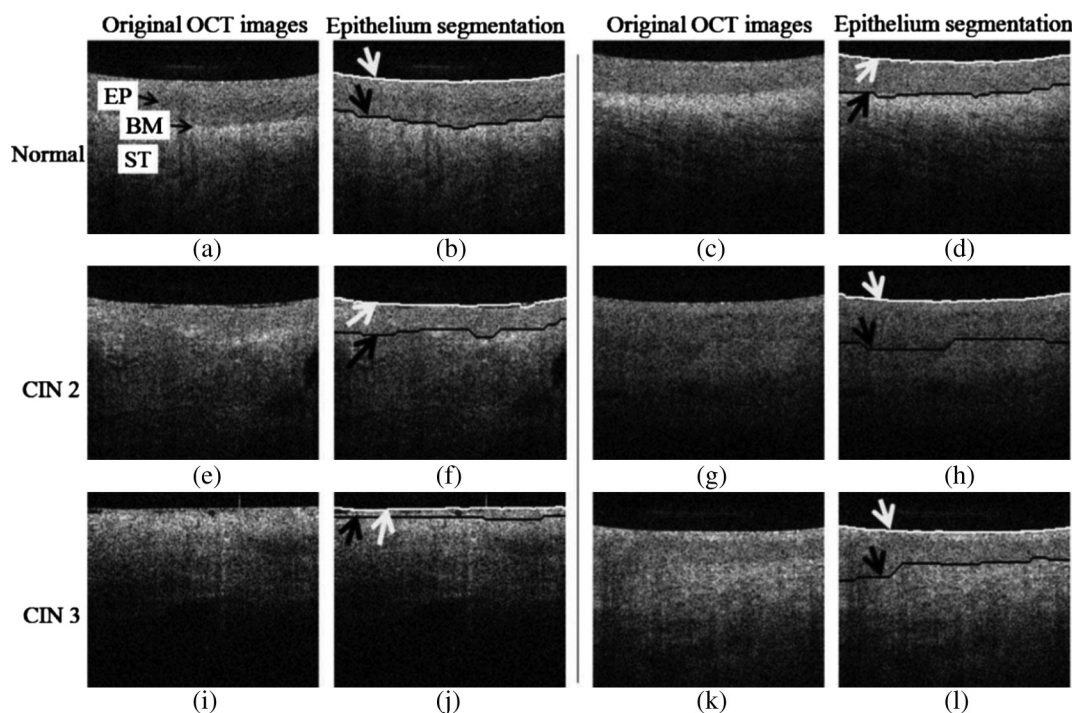 Original OCT images Epithelium segmentation Original OCT images Epithelium segmentation
EP
BM
Normal
ST
(a) (b) (c) (d)
CIN 2
(e) (f) (g) (h)
CIN 3
(i) (j) (k) (l)